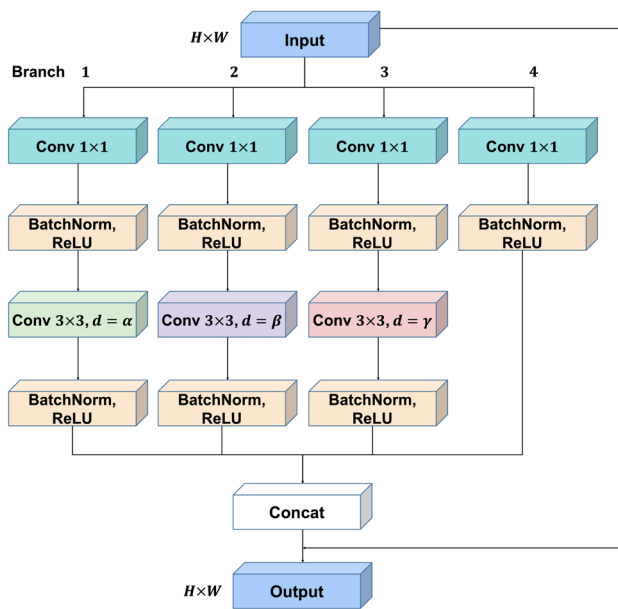 H×W
Input
Branch 1 2 3 4
Conv 1×1 Conv 1×1 Conv 1×1 Conv 1×1
BatchNorm, BatchNorm, BatchNorm, BatchNorm,
ReLU ReLU ReLU ReLU
Conv 3×3, d = α Conv 3×3, d = β Conv 3×3, d = γ
BatchNorm, BatchNorm, BatchNorm,
ReLU ReLU ReLU
Concat
H×W
Output